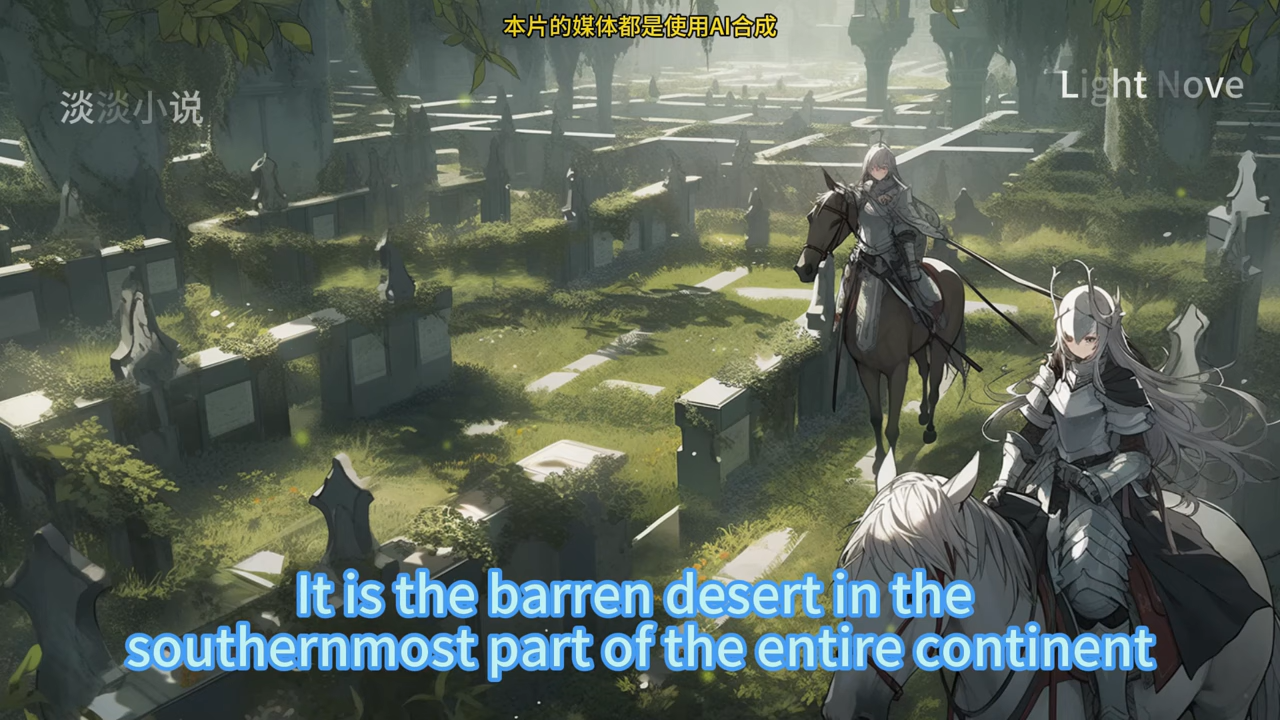 本片的媒体都是使用AI合成
淡淡小说
Light Nove
It is the barren desert in the
southernmost part of the entire continent